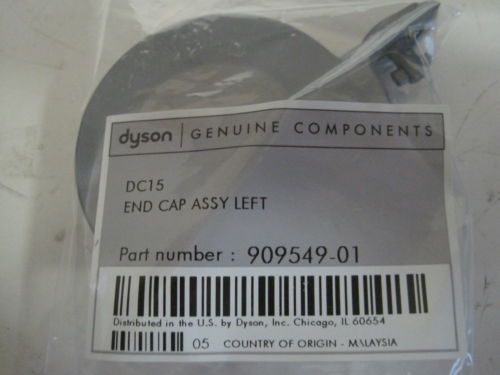 dyson | GENUINE COMPONENTS
DC15
END CAP ASSY LEFT
Part number : 909549-01
Distributed in the U.S. by Dyson, Inc. Chicago, IL 60654
05 COUNTRY OF ORIGIN - MALAYSIA